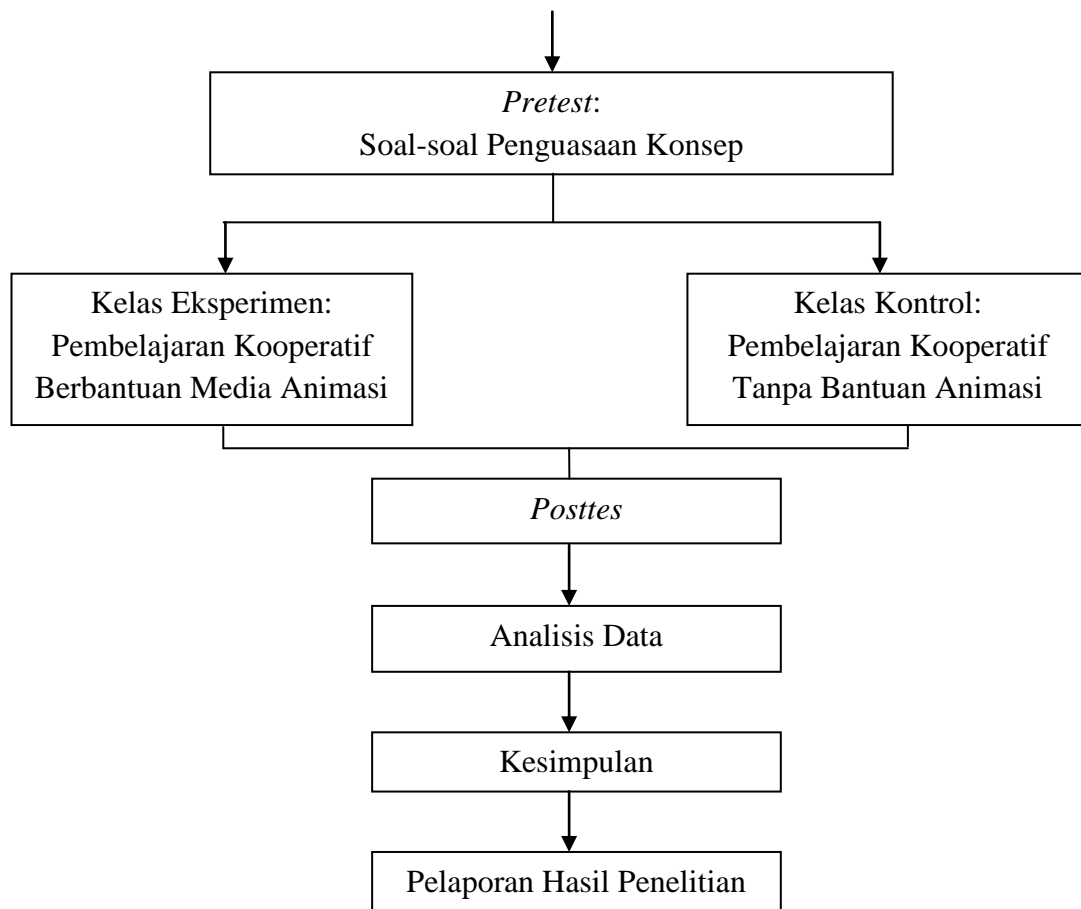 Pretest:
Soal-soal Penguasaan Konsep
Kelas Eksperimen:
Pembelajaran Kooperatif
Berbantuan Media Animasi
Kelas Kontrol:
Pembelajaran Kooperatif
Tanpa Bantuan Animasi
Posttes
Analisis Data
Kesimpulan
Pelaporan Hasil Penelitian